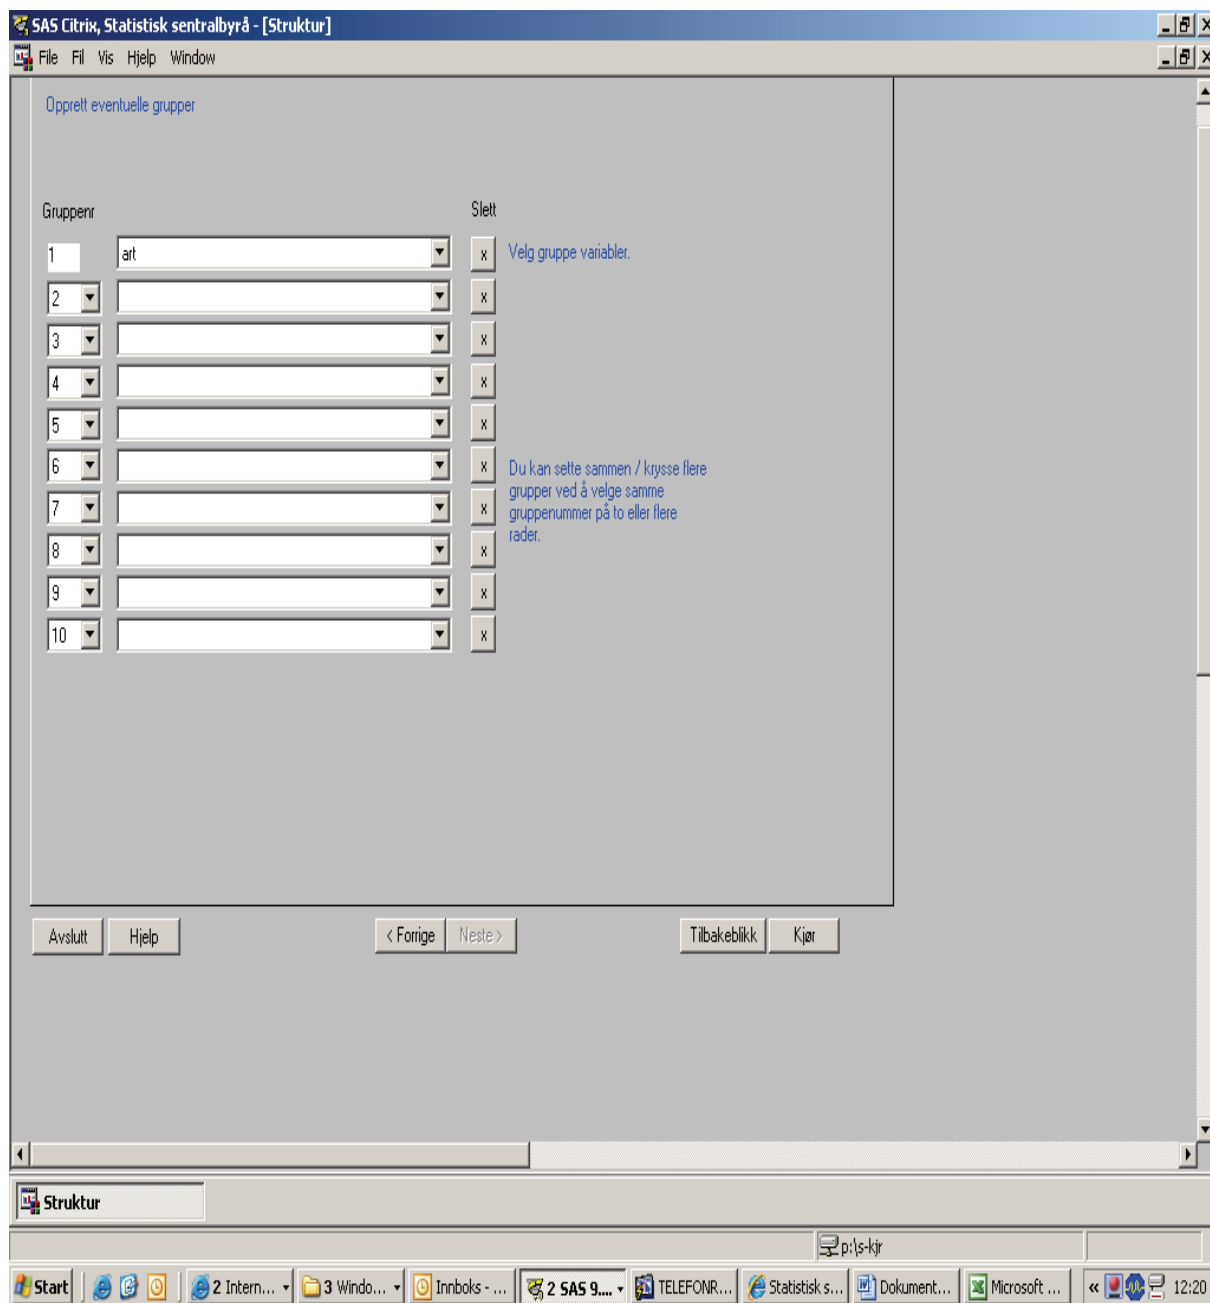 SAS Citrix, Statistisk sentralbyrå - [Struktur]
File Fil Vis Hjelp Window
Opprett eventuelle grupper
Gruppenr Slett
1 art x Velg gruppe variabler.
2 x
3 x
4 x
5 x
6 x Du kan sette sammen / krysse flere
grupper ved å velge samme
7 x gruppenummer på to eller flere
rader.
8 x
9 x
10 x
Avslutt Hjelp < Forrige Neste > Tilbakeblikk Kjør
Struktur
p:\s-kjr
Start 2 Intern... 3 Windo... Innboks - ... 2 SAS 9.... TELEFONR... Statistisk s... Dokument... Microsoft ... « 12:20